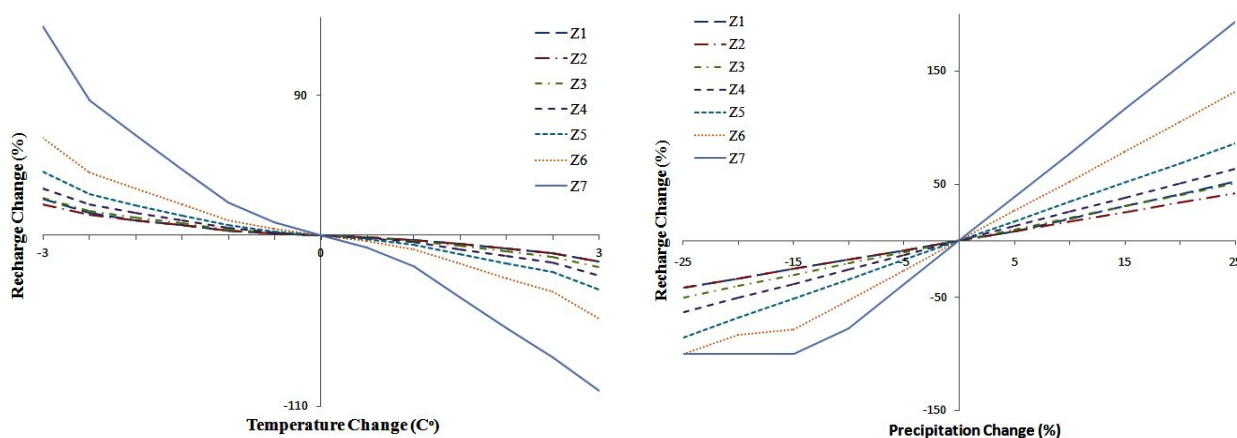 Z1
Z2
Z3
Z4
Z5
Z6
Z7
90
-3
0
3
-110
Recharge Change (%)
Temperature Change (C°)
Z1
Z2
Z3
Z4
Z5
Z6
Z7
150
50
-25
-15
-5
5
15
25
-50
-150
Recharge Change (%)
Precipitation Change (%)